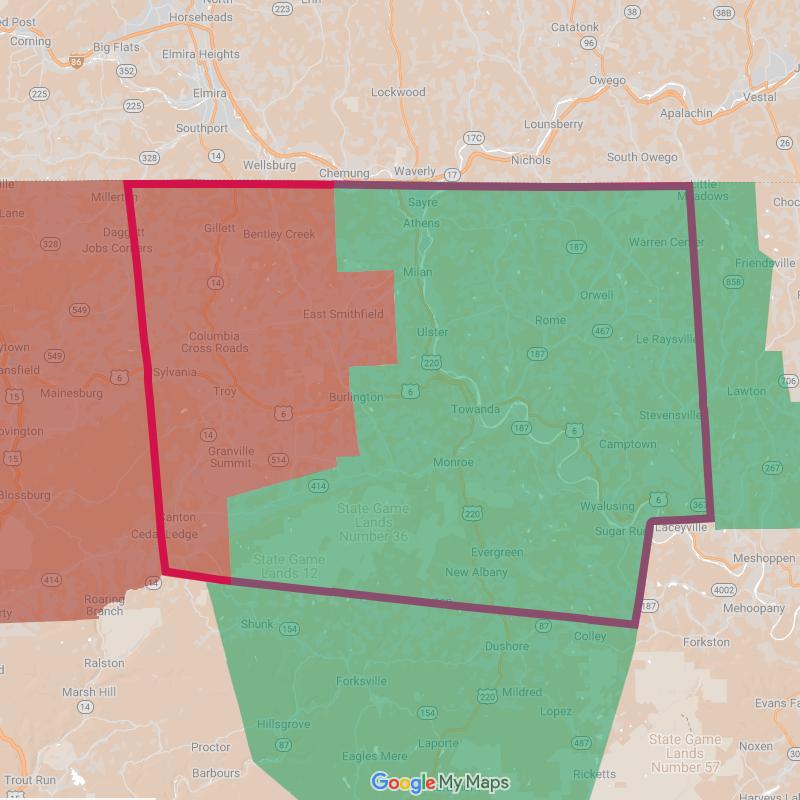 Horseheads
223
38
38B
Corning
Big Flats
Catatonk
96
86
352
Elmira Heights
Owego
225
Elmira
Lockwood
Vestal
225
Apalachin
Southport
Lounsberry
17C
26
328
14
Wellsburg
Nichols
South Owego
Chemung
Waverly
17
Little
Meadows
Lane
Sayre
Athens
328
Gillett
Bentley Creek
187
Warren Center
Jobs Corners
Milan
Friendsville
14
858
Orwell
549
East Smithfield
Rome
467
Ulster
Columbia
Cross Roads
Le Raysville
549
187
220
Sylvania
6
706
Mainesburg
Troy
6
Lawton
15
Burlington
6
Towanda
Stevensville
187
6
14
Camptown
Granville
Summit
15
514
Monroe
267
414
Blossburg
6
367
State Game
Lands
Number 36
Wyalusing
220
Canton
Sugar Run
Laceyville
Cedar Ledge
Evergreen
Meshoppen
State Game
Lands 12
New Albany
414
14
4002
Roaring
Branch
187
Mehoopany
Shunk
154
87
Colley
Forkston
Dushore
Ralston
Forksville
Marsh Hill
Mildred
220
14
Evans Fa
154
Lopez
Hillsgrove
State Game
Lands
Number 57
Proctor
87
Laporte
487
Noxen
Barbours
Eagles Mere
Ricketts
Trout Run
Google My Maps
Harveys La